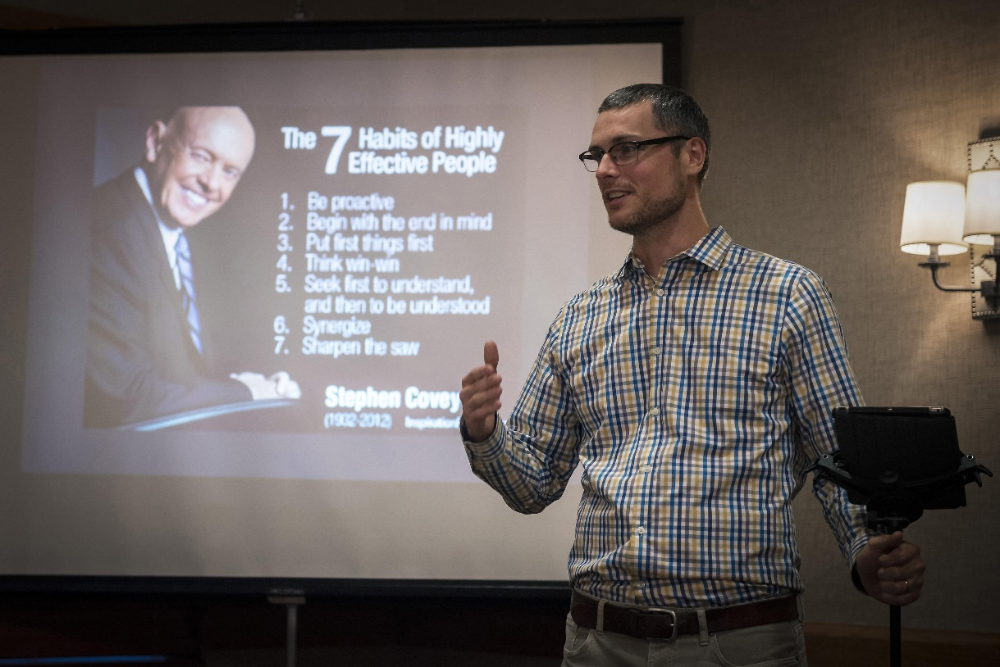 The 7 Habits of Highly
Effective People
1. Be proactive
2. Begin with the end in mind
3. Put first things first
4. Think win-win
5. Seek first to understand,
and then to be understood
6. Synergize
7. Sharpen the saw
Stephen Covey
(1932-2012) Inspiration